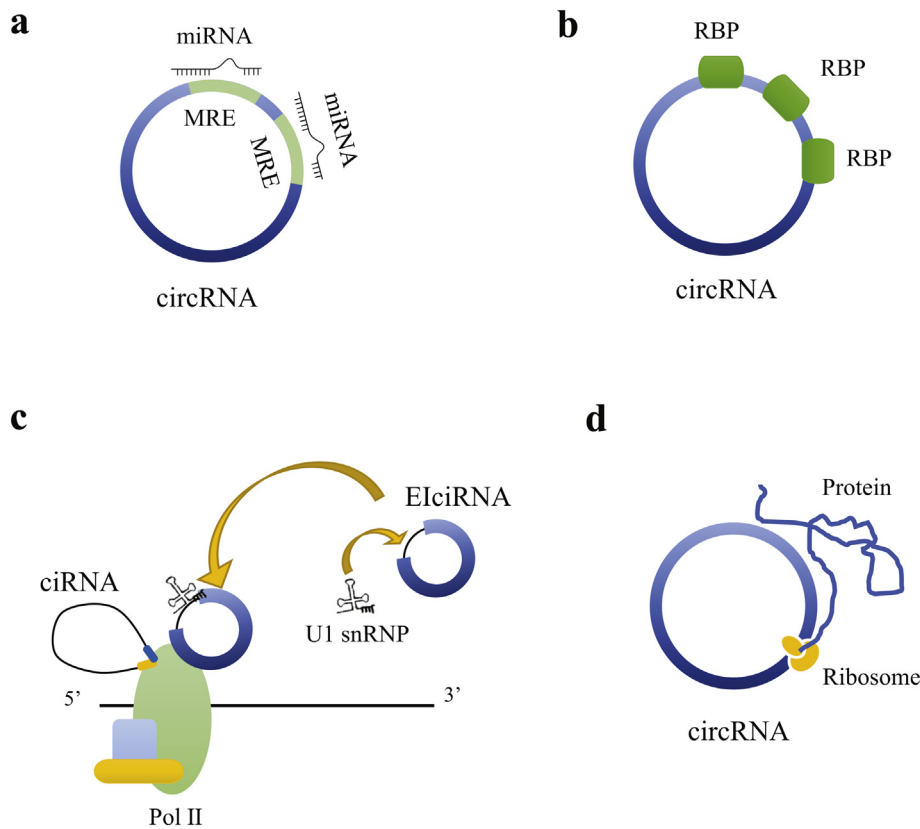 a
miRNA
MRE
miRNA
MRE
circRNA
b
RBP
RBP
RBP
circRNA
c
EIciRNA
ciRNA
U1 snRNP
5’
3’
Pol II
d
Protein
Ribosome
circRNA